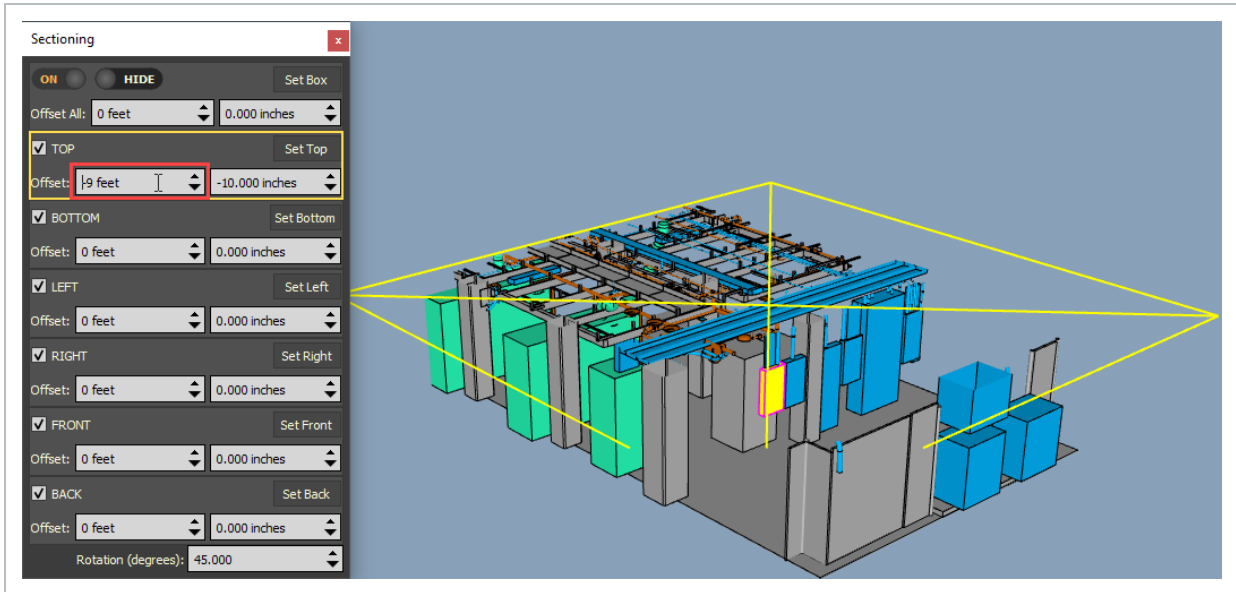 Sectioning x
ON HIDE Set Box
Offset All: 0 feet 0.000 inches
TOP Set Top
Offset: -9 feet -10.000 inches
BOTTOM Set Bottom
Offset: 0 feet 0.000 inches
LEFT Set Left
Offset: 0 feet 0.000 inches
RIGHT Set Right
Offset: 0 feet 0.000 inches
FRONT Set Front
Offset: 0 feet 0.000 inches
BACK Set Back
Offset: 0 feet 0.000 inches
Rotation (degrees): 45.000